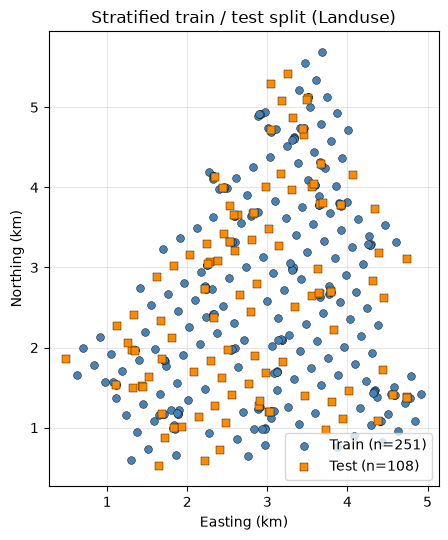 Stratified train / test split (Landuse)
Northing (km)
5
4
3
2
1
Train (n=251)
Test (n=108)
1
2
3
4
5
Easting (km)